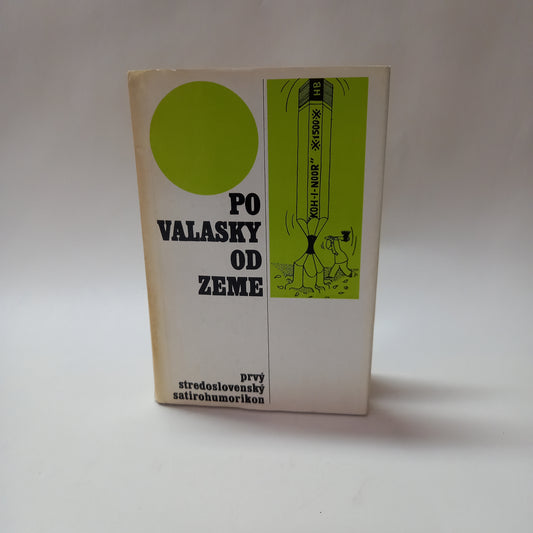 PO
VALASKY
OD
ZEME
prvý
stredoslovenský
satirohumorikon
"KOH-I-NOOR" ※1500※ HB